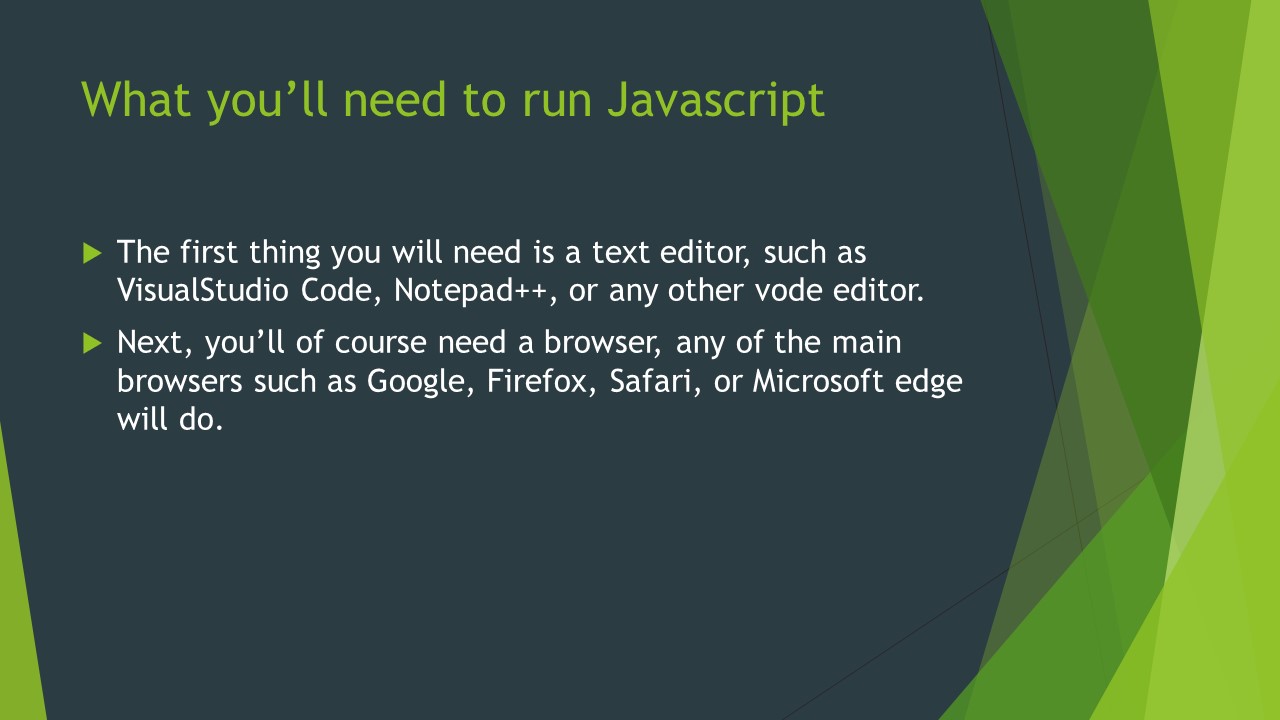 What you’ll need to run Javascript
The first thing you will need is a text editor, such as
VisualStudio Code, Notepad++, or any other vode editor.
Next, you’ll of course need a browser, any of the main
browsers such as Google, Firefox, Safari, or Microsoft edge
will do.